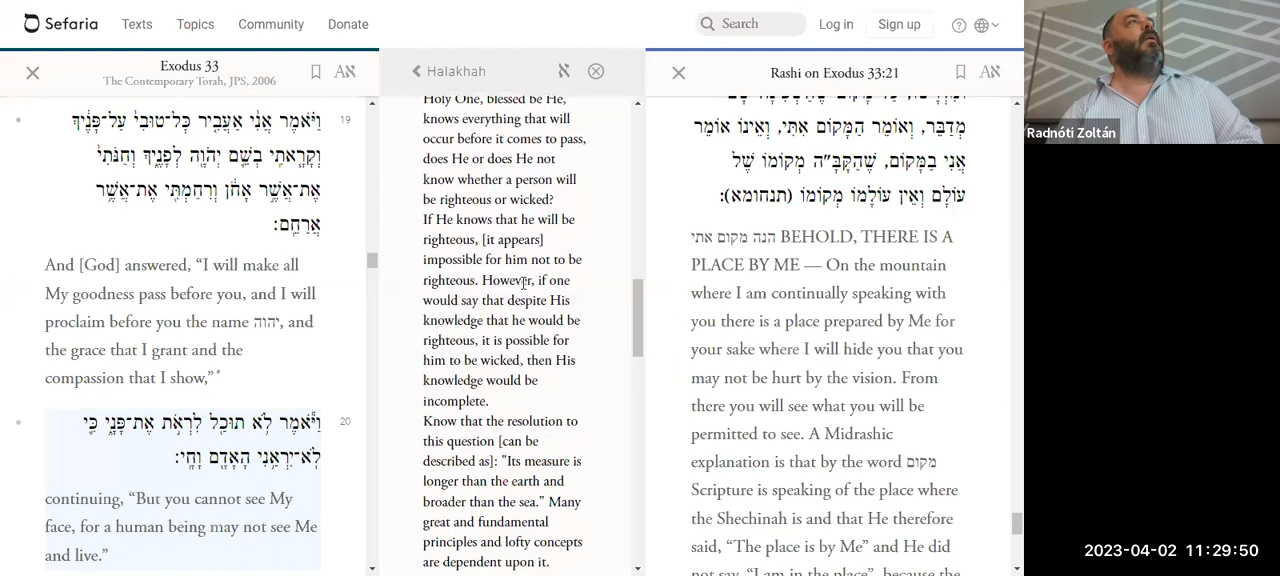 Sefaria
Texts
Topics
Community
Donate
Search
Log in
Sign up
Exodus 33
The Contemporary Torah, JPS, 2006
19
וַיֹּ֗אמֶר אֲנִ֨י אַעֲבִ֤יר כׇּל־טוּבִי֙ עַל־פָּנֶ֔יךָ
וְקָרָ֧אתִֽי בְשֵׁ֛ם יְהֹוָ֖ה לְפָנֶ֑יךָ וְחַנֹּתִי֙
אֶת־אֲשֶׁ֣ר אָחֹ֔ן וְרִחַמְתִּ֖י אֶת־אֲשֶׁ֥ר
אֲרַחֵֽם׃
And [God] answered, “I will make all
My goodness pass before you, and I will
proclaim before you the name יהוה, and
the grace that I grant and the
compassion that I show,”*
20
וַיֹּ֕אמֶר לֹ֥א תוּכַ֖ל לִרְאֹ֣ת אֶת־פָּנָ֑י כִּ֛י
לֹֽא־יִרְאַ֥נִי הָאָדָ֖ם וָחָֽי׃
continuing, “But you cannot see My
face, for a human being may not see Me
and live.”
Halakhah
Holy One, blessed be He,
knows everything that will
occur before it comes to pass,
does He or does He not
know whether a person will
be righteous or wicked?
If He knows that he will be
righteous, [it appears]
impossible for him not to be
righteous. However, if one
would say that despite His
knowledge that he would be
righteous, it is possible for
him to be wicked, then His
knowledge would be
incomplete.
Know that the resolution to
this question [can be
described as]: "Its measure is
longer than the earth and
broader than the sea." Many
great and fundamental
principles and lofty concepts
are dependent upon it.
Rashi on Exodus 33:21
מְדַבֵּר, וְאוֹמֵר הַמָּקוֹם אִתִּי, וְאֵינוֹ אוֹמֵר
אֲנִי בַמָּקוֹם, שֶׁהַקָּבָּ"ה מְקוֹמוֹ שֶׁל
עוֹלָם וְאֵין עוֹלָמוֹ מְקוֹמוֹ (תנחומא):
הנה מקום אתי BEHOLD, THERE IS A
PLACE BY ME — On the mountain
where I am continually speaking with
you there is a place prepared by Me for
your sake where I will hide you that you
may not be hurt by the vision. From
there you will see what you will be
permitted to see. A Midrashic
explanation is that by the word מקום
Scripture is speaking of the place where
the Shechinah is and that He therefore
said, “The place is by Me” and He did
not say, “I am in the place”, because the
Radnóti Zoltán
2023-04-02 11:29:50